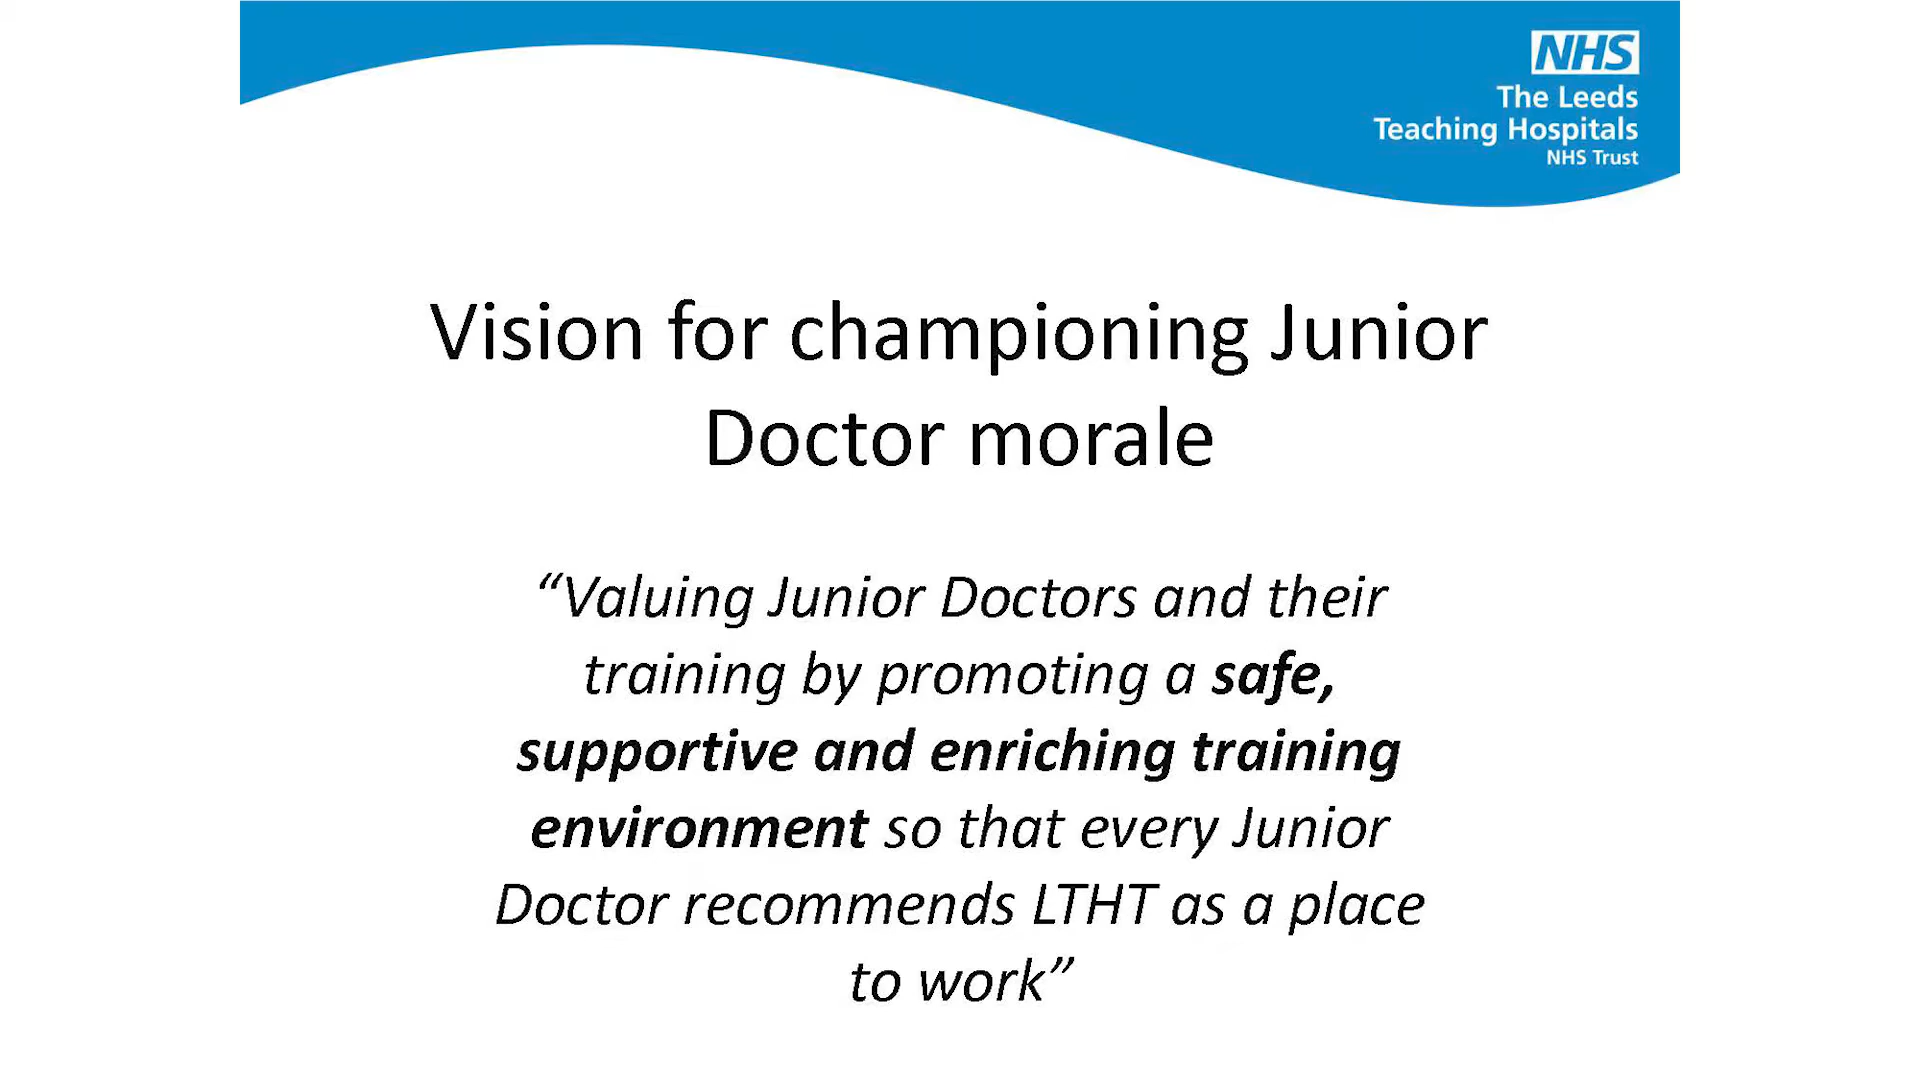 NHS
The Leeds
Teaching Hospitals
NHS Trust
Vision for championing Junior
Doctor morale
“Valuing Junior Doctors and their
training by promoting a safe,
supportive and enriching training
environment so that every Junior
Doctor recommends LTHT as a place
to work”